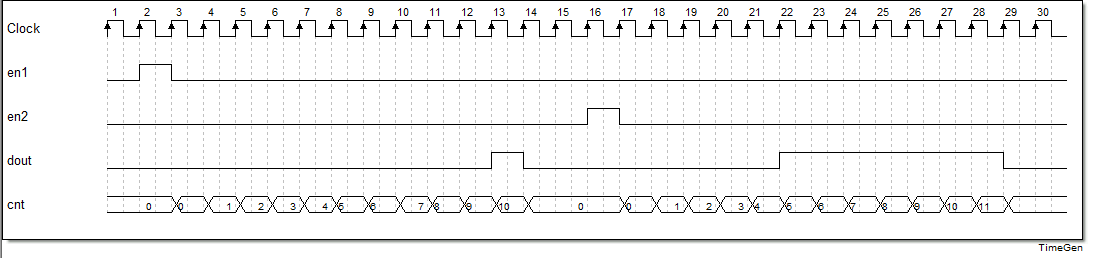 1 2 3 4 5 6 7 8 9 10 11 12 13 14 15 16 17 18 19 20 21 22 23 24 25 26 27 28 29 30
Clock
en1
en2
dout
cnt 0 0 1 2 3 4 5 6 7 8 9 10 0 0 1 2 3 4 5 6 7 8 9 10 11
TimeGen